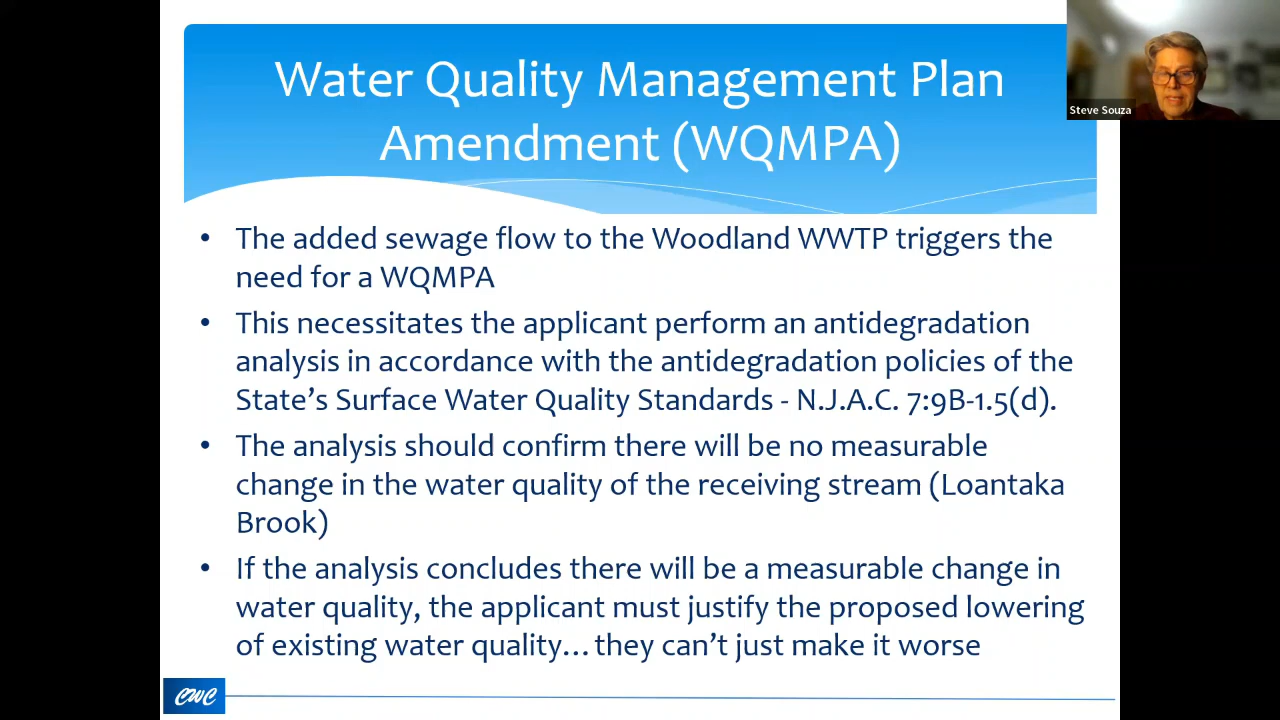 Water Quality Management Plan
Amendment (WQMPA)
Steve Souza
• The added sewage flow to the Woodland WWTP triggers the
need for a WQMPA
• This necessitates the applicant perform an antidegradation
analysis in accordance with the antidegradation policies of the
State’s Surface Water Quality Standards - N.J.A.C. 7:9B-1.5(d).
• The analysis should confirm there will be no measurable
change in the water quality of the receiving stream (Loantaka
Brook)
• If the analysis concludes there will be a measurable change in
water quality, the applicant must justify the proposed lowering
of existing water quality… they can’t just make it worse
CWC